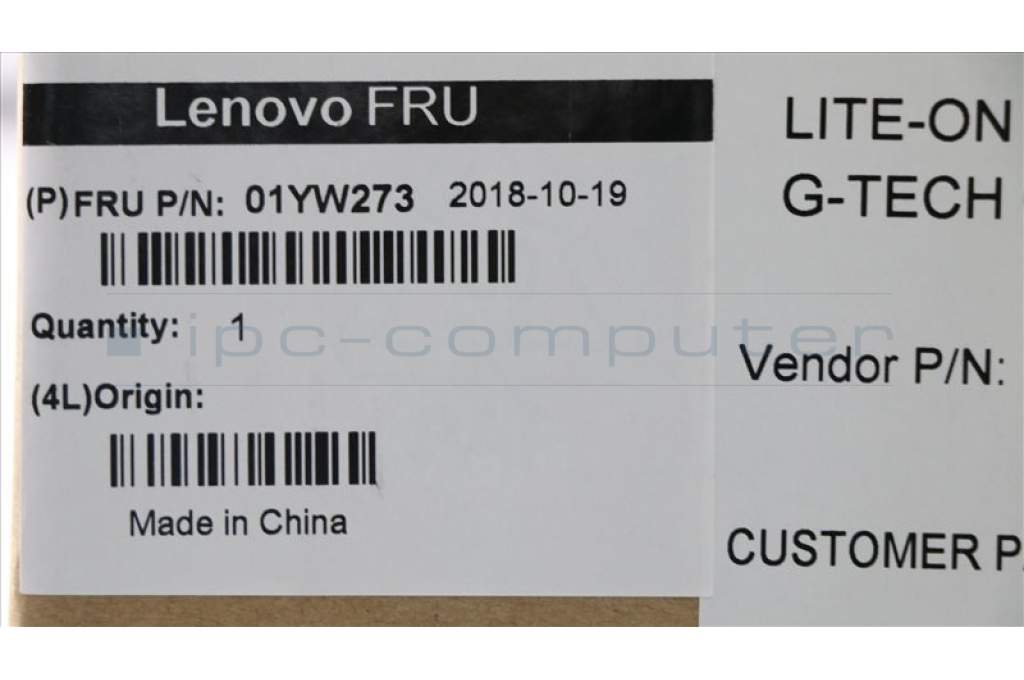 Lenovo FRU
(P)FRU P/N: 01YW273 2018-10-19
Quantity: 1
(4L)Origin:
Made in China
LITE-ON
G-TECH
Vendor P/N:
CUSTOMER P
ipc-computer